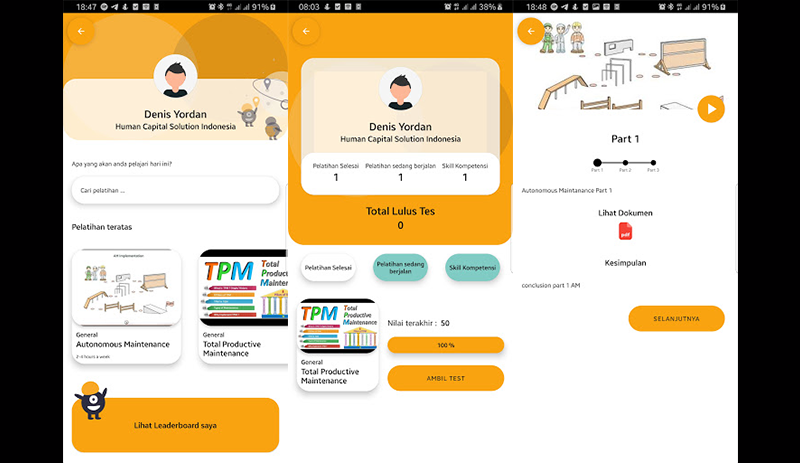 18:47
91%
Denis Yordan
Human Capital Solution Indonesia
Apa yang akan anda pelajari hari ini?
Cari pelatihan ...
Pelatihan teratas
AM Implementation
General
Autonomous Maintenance
2-4 hours a week
TPM Total
Productive
Maintenance
General
Total Productive
Maintenance
Lihat Leaderboard saya
08:03
38%
Denis Yordan
Human Capital Solution Indonesia
Pelatihan Selesai
1
Pelatihan sedang berjalan
1
Skill Kompetensi
1
Total Lulus Tes
0
Pelatihan Selesai
Pelatihan sedang
berjalan
Skill Kompetensi
TPM Total
Productive
Maintenance
General
Total Productive
Maintenance
Nilai terakhir : 50
100 %
AMBIL TEST
18:48
91%
Part 1
Part 1 Part 2 Part 3
Autonomous Maintanance Part 1
Lihat Dokumen
pdf
Kesimpulan
conclusion part 1 AM
SELANJUTNYA